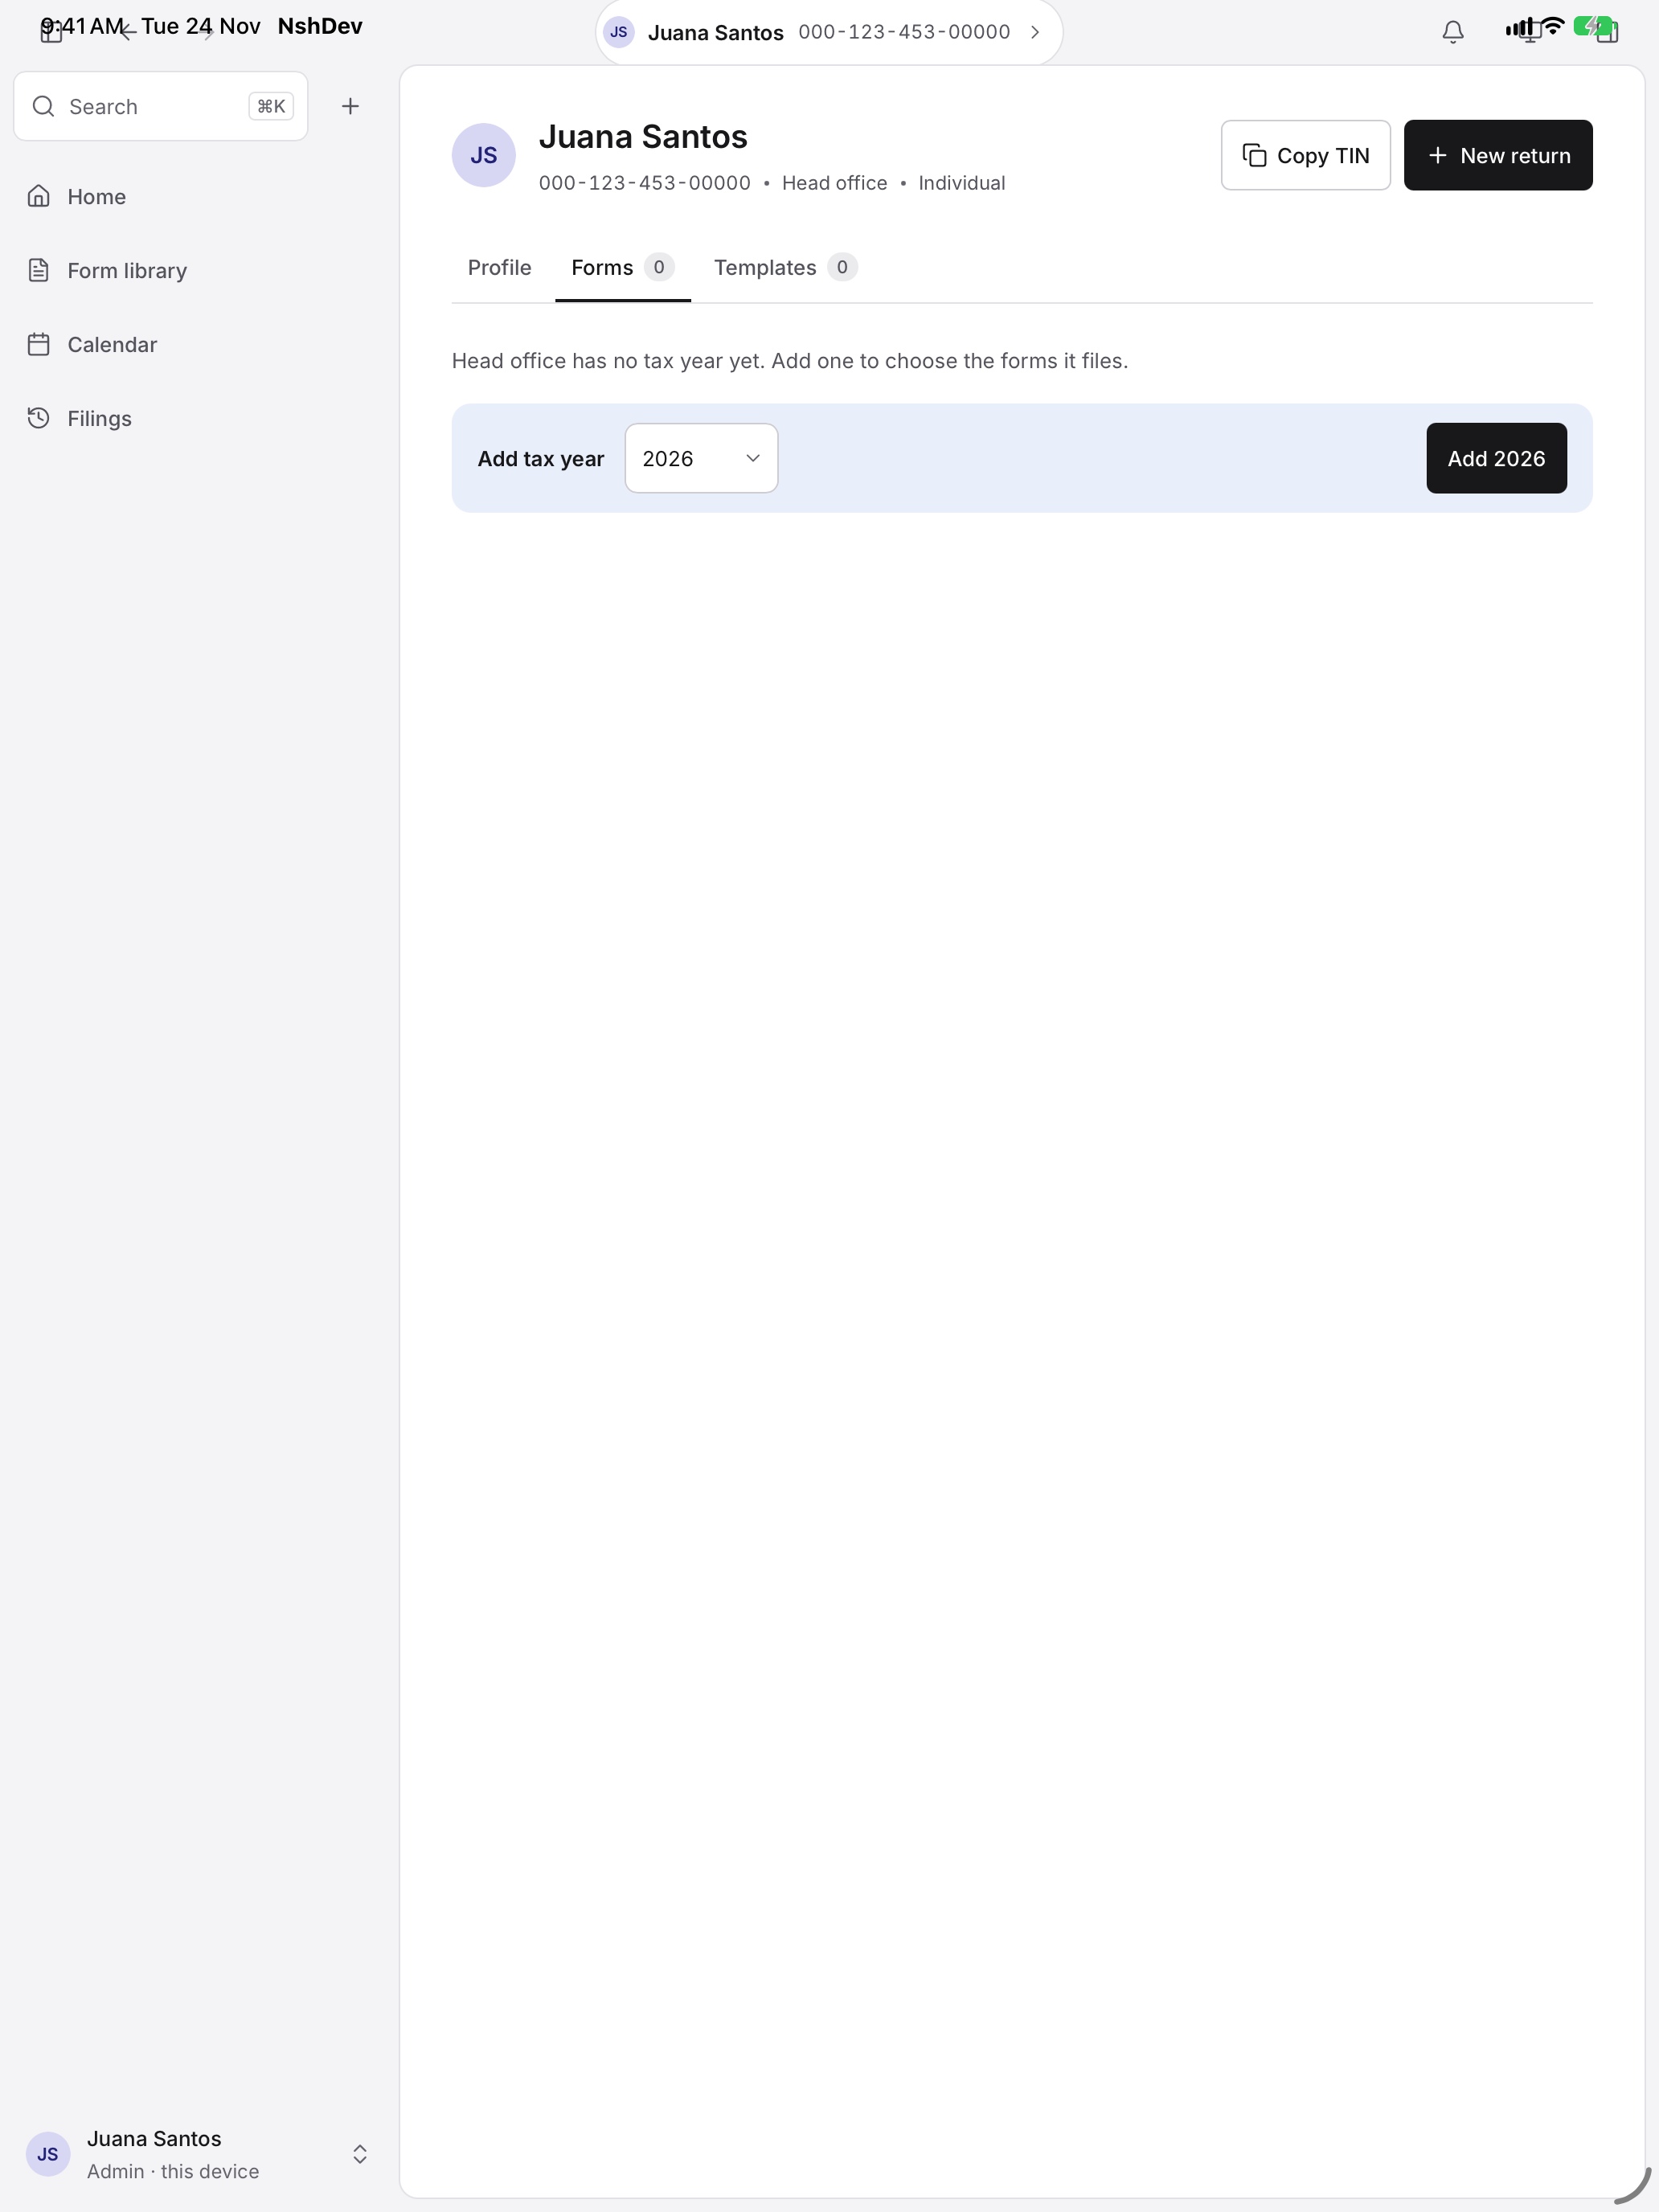 9:41 AM Tue 24 Nov NshDev
JS Juana Santos 000-123-453-00000
Search ⌘K
Home
Form library
Calendar
Filings
JS
Juana Santos
000-123-453-00000 • Head office • Individual
Copy TIN
New return
Profile
Forms 0
Templates 0
Head office has no tax year yet. Add one to choose the forms it files.
Add tax year 2026
Add 2026
JS
Juana Santos
Admin · this device